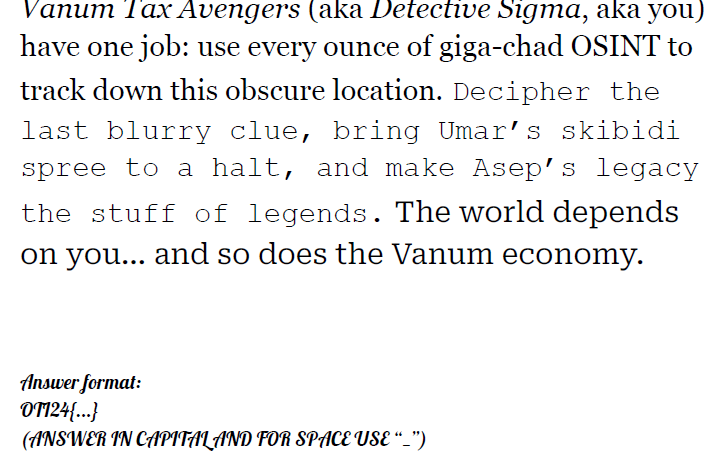 Vanum Tax Avengers (aka Detective Sigma, aka you)
have one job: use every ounce of giga-chad OSINT to
track down this obscure location. Decipher the
last blurry clue, bring Umar’s skibidi
spree to a halt, and make Asep’s legacy
the stuff of legends. The world depends
on you... and so does the Vanum economy.
Answer format:
OTI24{...}
(ANSWER IN CAPITAL AND FOR SPACE USE “_”)